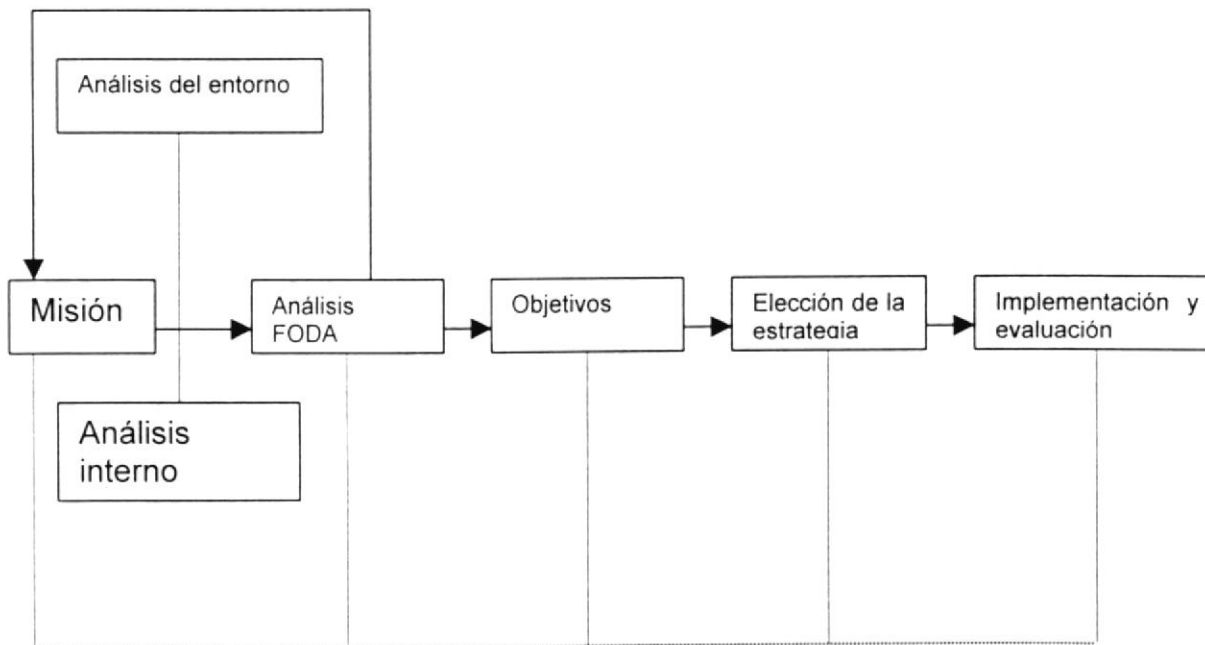 Análisis del entorno
Misión
Análisis
FODA
Objetivos
Elección de la
estrategia
Implementación y
evaluación
Análisis
interno